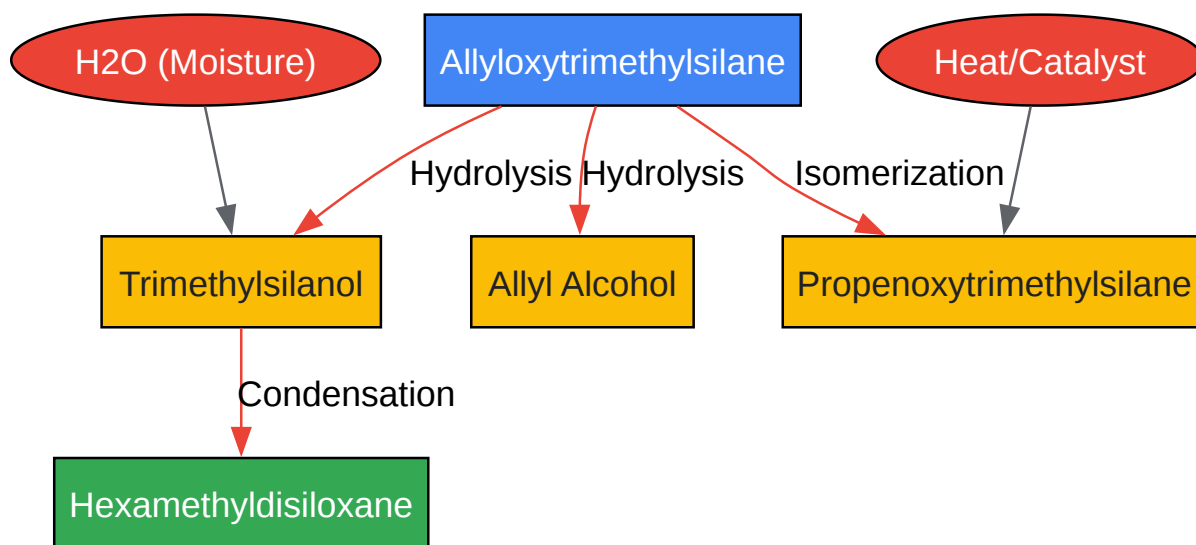 H2O (Moisture)
Allyloxytrimethylsilane
Heat/Catalyst
Hydrolysis
Hydrolysis
Isomerization
Trimethylsilanol
Allyl Alcohol
Propenoxytrimethylsilane
Condensation
Hexamethyldisiloxane